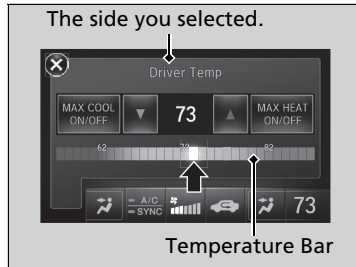 The side you selected.
Driver Temp
MAX COOL
ON/OFF
73
MAX HEAT
ON/OFF
62
72
82
A/C
SYNC
73
Temperature Bar